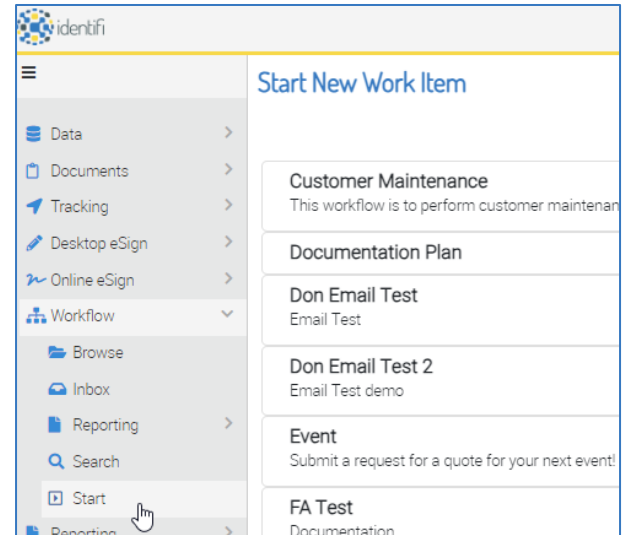 identifi
Start New Work Item
Data
Documents
Tracking
Desktop eSign
Online eSign
Workflow
Browse
Inbox
Reporting
Search
Start
Reporting
Customer Maintenance
This workflow is to perform customer maintenan
Documentation Plan
Don Email Test
Email Test
Don Email Test 2
Email Test demo
Event
Submit a request for a quote for your next event!
FA Test
Documentation